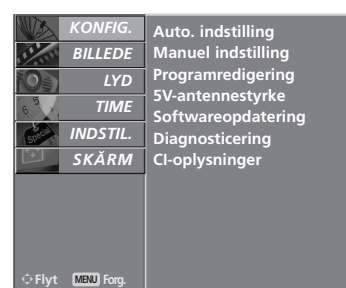 KONFIG.
BILLEDE
LYD
TIME
INDSTIL.
SKĂRM
Auto. indstilling
Manuel indstilling
Programredigering
5V-antennestyrke
Softwareopdatering
Diagnosticering
CI-oplysninger
Flyt MENU Forg.